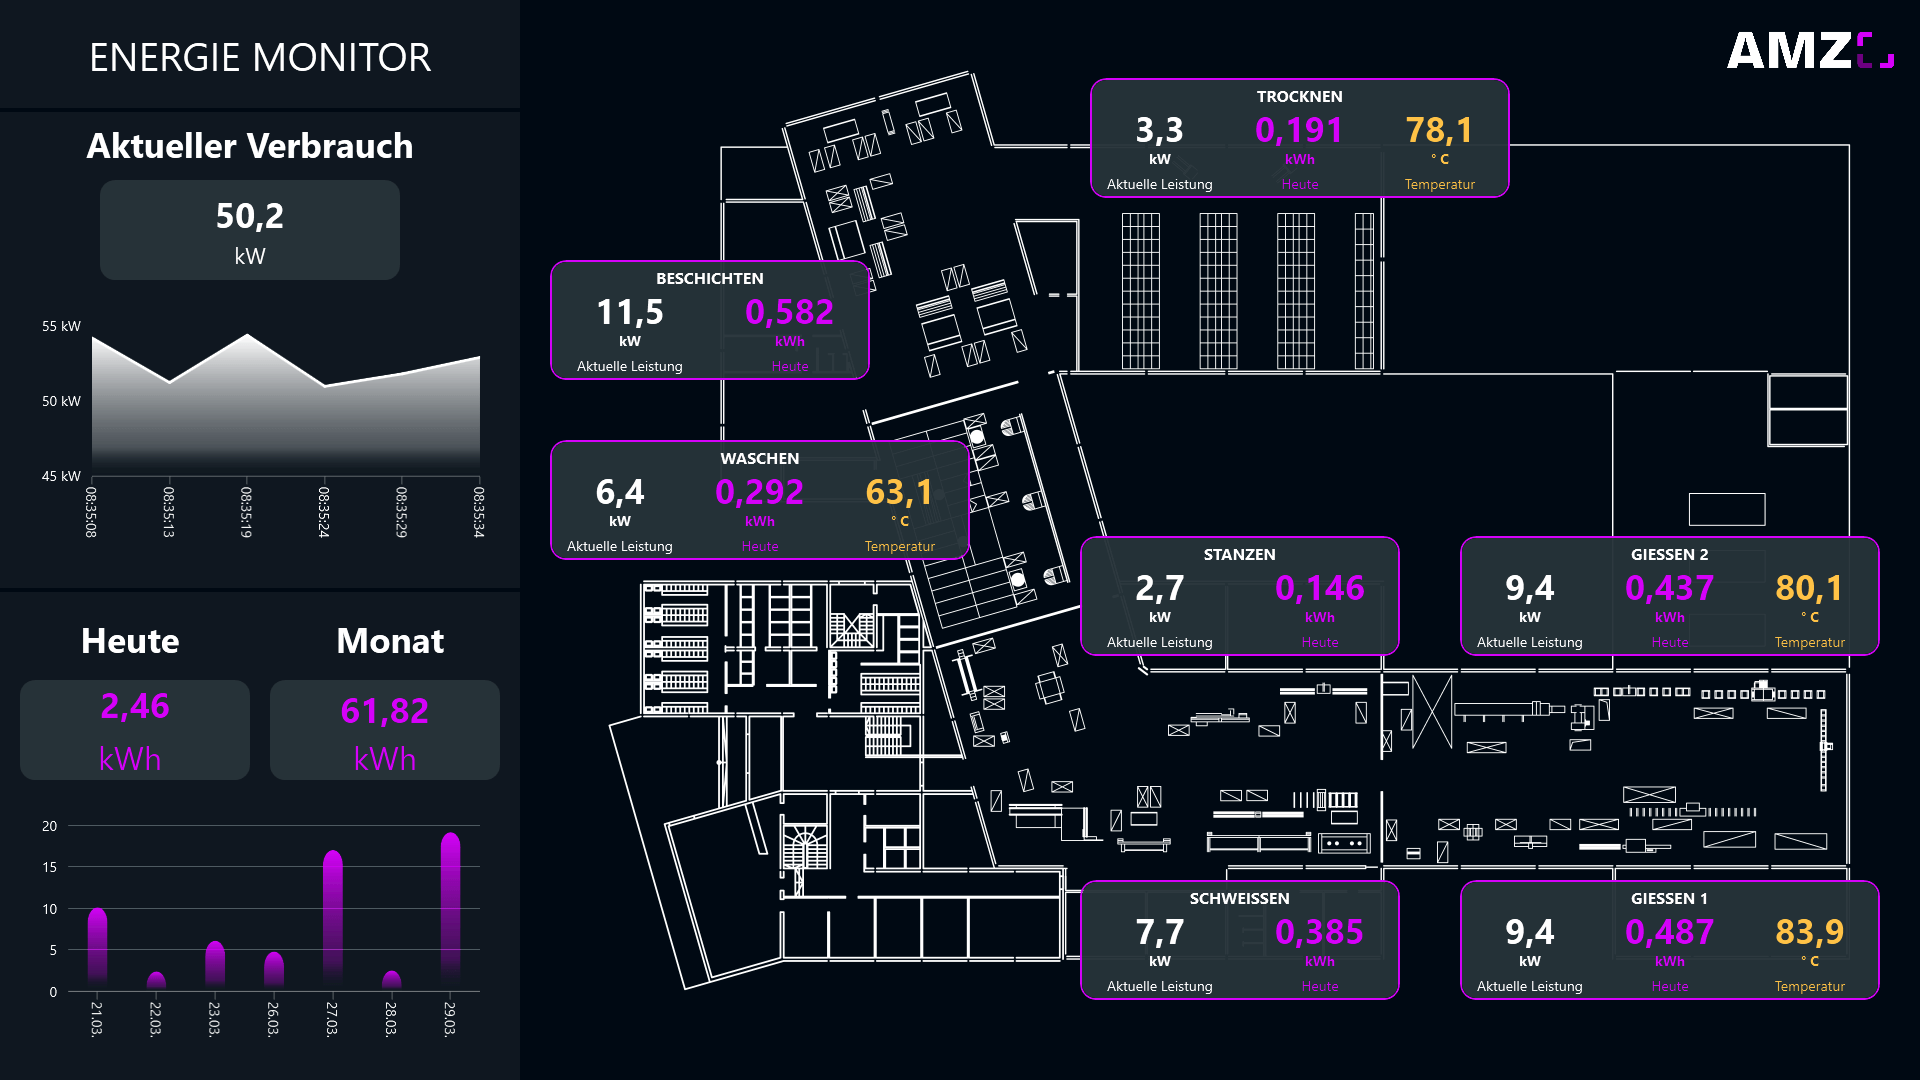 ENERGIE MONITOR
Aktueller Verbrauch
50,2
kW
55 kW
50 kW
45 kW
08:35:08
08:35:13
08:35:19
08:35:24
08:35:29
08:35:34
Heute
Monat
2,46
kWh
61,82
kWh
20
15
10
5
0
21.03.
22.03.
23.03.
26.03.
27.03.
28.03.
29.03.
AMZ
TROCKNEN
3,3 0,191 78,1
kW kWh ° C
Aktuelle Leistung Heute Temperatur
BESCHICHTEN
11,5 0,582
kW kWh
Aktuelle Leistung Heute
WASCHEN
6,4 0,292 63,1
kW kWh ° C
Aktuelle Leistung Heute Temperatur
STANZEN
2,7 0,146
kW kWh
Aktuelle Leistung Heute
GIESSEN 2
9,4 0,437 80,1
kW kWh ° C
Aktuelle Leistung Heute Temperatur
SCHWEISSEN
7,7 0,385
kW kWh
Aktuelle Leistung Heute
GIESSEN 1
9,4 0,487 83,9
kW kWh ° C
Aktuelle Leistung Heute Temperatur